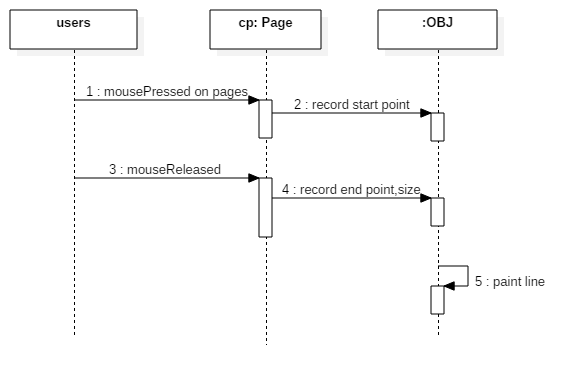 users
cp: Page
:OBJ
1 : mousePressed on pages
2 : record start point
3 : mouseReleased
4 : record end point,size
5 : paint line